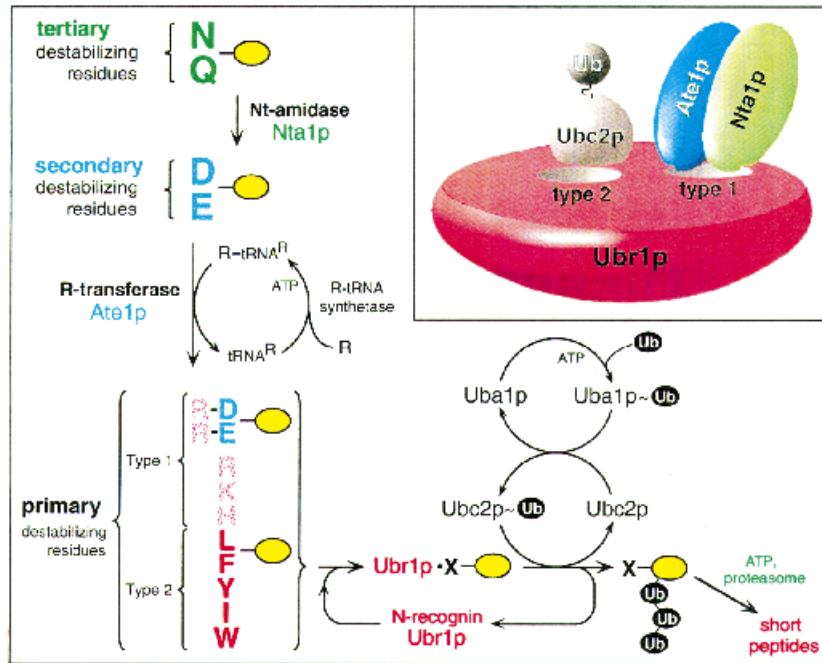 tertiary
destabilizing
residues
N
Q
Nt-amidase
Nta1p
secondary
destabilizing
residues
D
E
R-transferase
Ate1p
R–tRNAᴿ
ATP
R-tRNA
synthetase
tRNAᴿ
R
primary
destabilizing
residues
Type 1
R-D
R-E
R
K
H
Type 2
L
F
Y
I
W
Ub
Ubc2p
Ate1p
Nta1p
type 2
type 1
Ubr1p
ATP
Ub
Uba1p
Uba1p~Ub
Ubc2p~Ub
Ubc2p
Ubr1p·X
N-recognin
Ubr1p
X
Ub
Ub
Ub
ATP,
proteasome
short
peptides